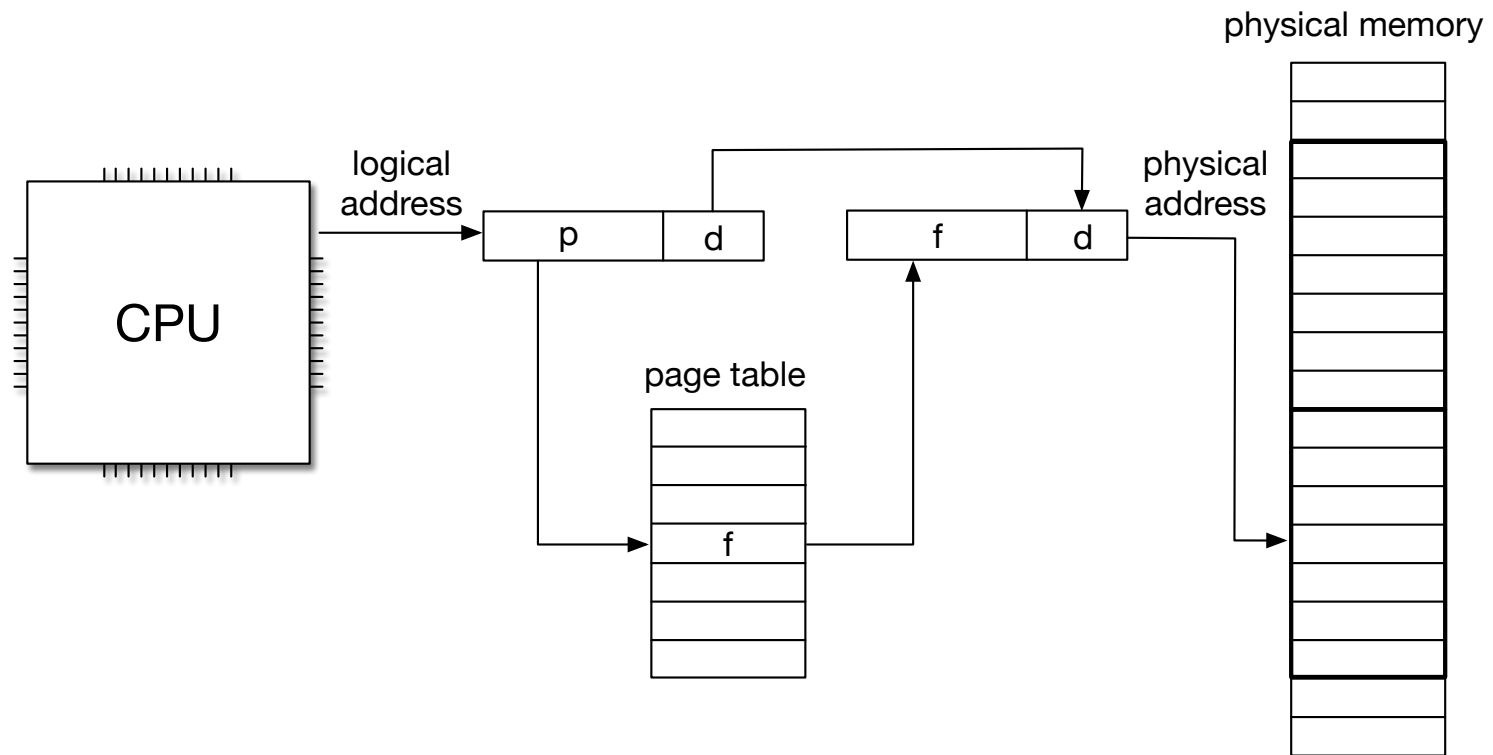 physical memory
logical
address
physical
address
p
d
f
d
CPU
page table
f